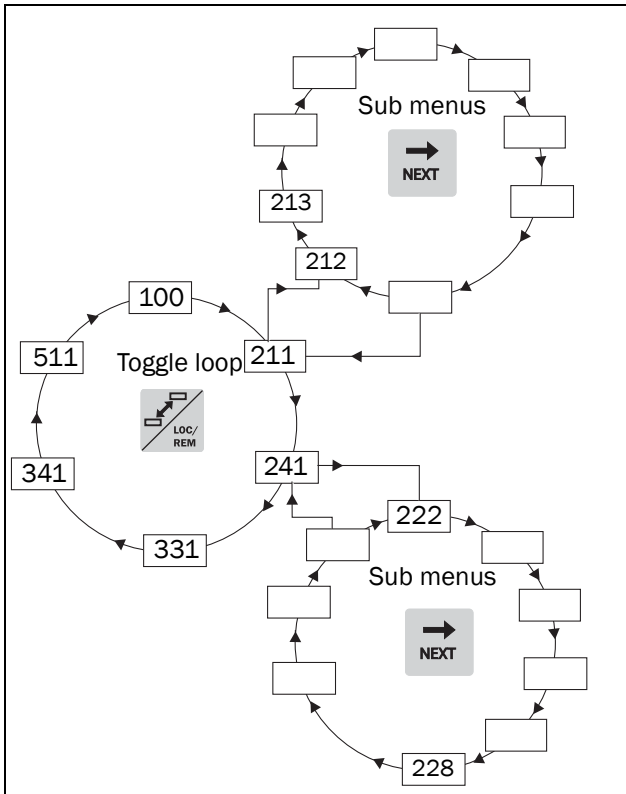 Sub menus
NEXT
213
212
100
511
Toggle loop
211
LOC/
REM
341
241
331
222
Sub menus
NEXT
228